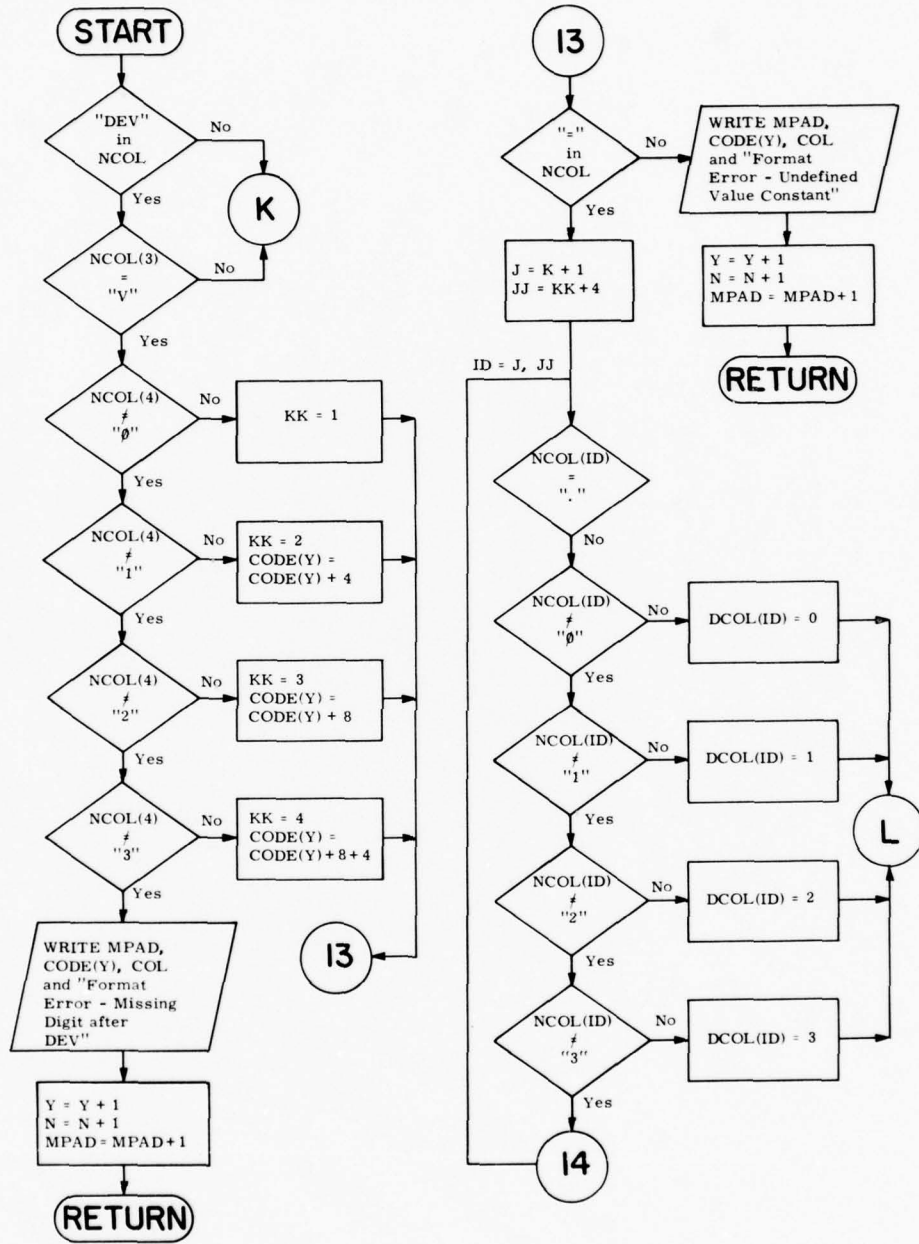 START
"DEV"
in
NCOL
No
Yes
K
NCOL(3)
=
"V"
No
Yes
NCOL(4)
≠
"ø"
No
KK = 1
Yes
NCOL(4)
≠
"1"
No
KK = 2
CODE(Y) =
CODE(Y) + 4
Yes
NCOL(4)
≠
"2"
No
KK = 3
CODE(Y) =
CODE(Y) + 8
Yes
NCOL(4)
≠
"3"
No
KK = 4
CODE(Y) =
CODE(Y)+8+4
Yes
13
WRITE MPAD,
CODE(Y), COL
and "Format
Error - Missing
Digit after
DEV"
Y = Y + 1
N = N + 1
MPAD = MPAD+1
RETURN
13
"="
in
NCOL
No
WRITE MPAD,
CODE(Y), COL
and "Format
Error - Undefined
Value Constant"
Yes
Y = Y + 1
N = N + 1
MPAD = MPAD+1
RETURN
J = K + 1
JJ = KK+4
ID = J, JJ
NCOL(ID)
=
"."
No
NCOL(ID)
≠
"ø"
No
DCOL(ID) = 0
Yes
NCOL(ID)
≠
"1"
No
DCOL(ID) = 1
Yes
L
NCOL(ID)
≠
"2"
No
DCOL(ID) = 2
Yes
NCOL(ID)
≠
"3"
No
DCOL(ID) = 3
Yes
14